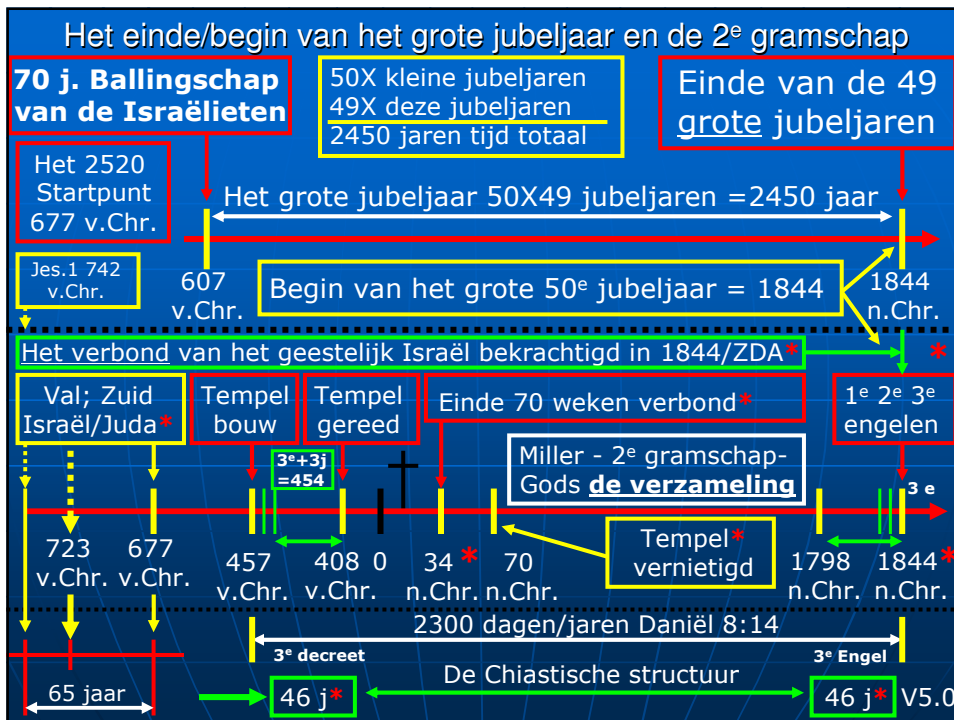 Het einde/begin van het grote jubeljaar en de 2e gramschap
70 j. Ballingschap
van de Israëlieten
50X kleine jubeljaren
49X deze jubeljaren
2450 jaren tijd totaal
Einde van de 49
grote jubeljaren
Het 2520
Startpunt
677 v.Chr.
Het grote jubeljaar 50X49 jubeljaren =2450 jaar
Jes.1 742
v.Chr.
607
v.Chr.
Begin van het grote 50e jubeljaar = 1844
1844
n.Chr.
Het verbond van het geestelijk Israël bekrachtigd in 1844/ZDA*
*
Val; Zuid
Israël/Juda*
Tempel
bouw
Tempel
gereed
Einde 70 weken verbond*
1e 2e 3e
engelen
3e+3j
=454
Miller - 2e gramschap-
Gods de verzameling
3 e
723
v.Chr.
677
v.Chr.
457
v.Chr.
408
v.Chr.
0
34 *
n.Chr.
70
n.Chr.
Tempel*
vernietigd
1798
n.Chr.
1844*
n.Chr.
2300 dagen/jaren Daniël 8:14
3e decreet
3e Engel
65 jaar
De Chiastische structuur
46 j*
46 j*
V5.0